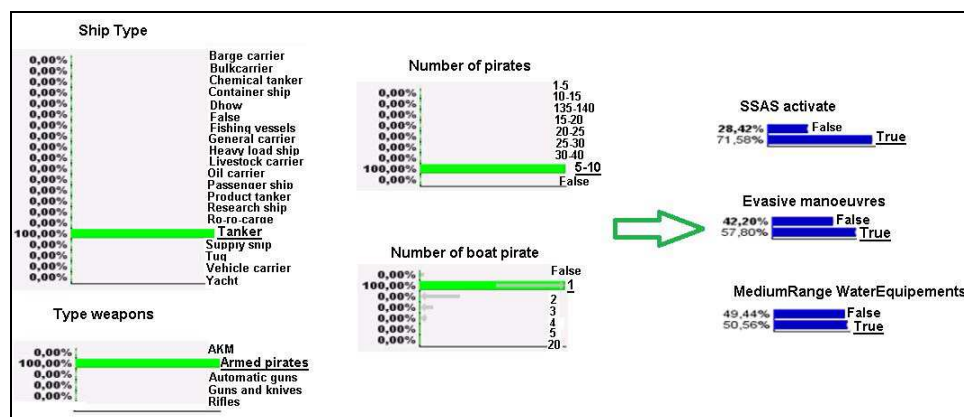 Ship Type
0,00% Barge carrier
0,00% Bulkcarrier
0,00% Chemical tanker
0,00% Container ship
0,00% Dhow
0,00% False
0,00% Fishing vessels
0,00% General carrier
0,00% Heavy load ship
0,00% Livestock carrier
0,00% Oil carrier
0,00% Passenger ship
0,00% Product tanker
0,00% Research ship
0,00% Ro-ro-carge
100,00% Tanker
0,00% Supply snip
0,00% Tug
0,00% Vehicle carrier
0,00% Yacht
Type weapons
0,00% AKM
100,00% Armed pirates
0,00% Automatic guns
0,00% Guns and knives
0,00% Rifles
Number of pirates
0,00% 1-5
0,00% 10-15
0,00% 135-140
0,00% 15-20
0,00% 20-25
0,00% 25-30
0,00% 30-40
100,00% 5-10
0,00% False
Number of boat pirate
0,00% False
100,00% 1
0,00% 2
0,00% 3
0,00% 4
0,00% 5
0,00% 20
SSAS activate
28,42% False
71,58% True
Evasive manoeuvres
42,20% False
57,80% True
MediumRange WaterEquipements
49,44% False
50,56% True